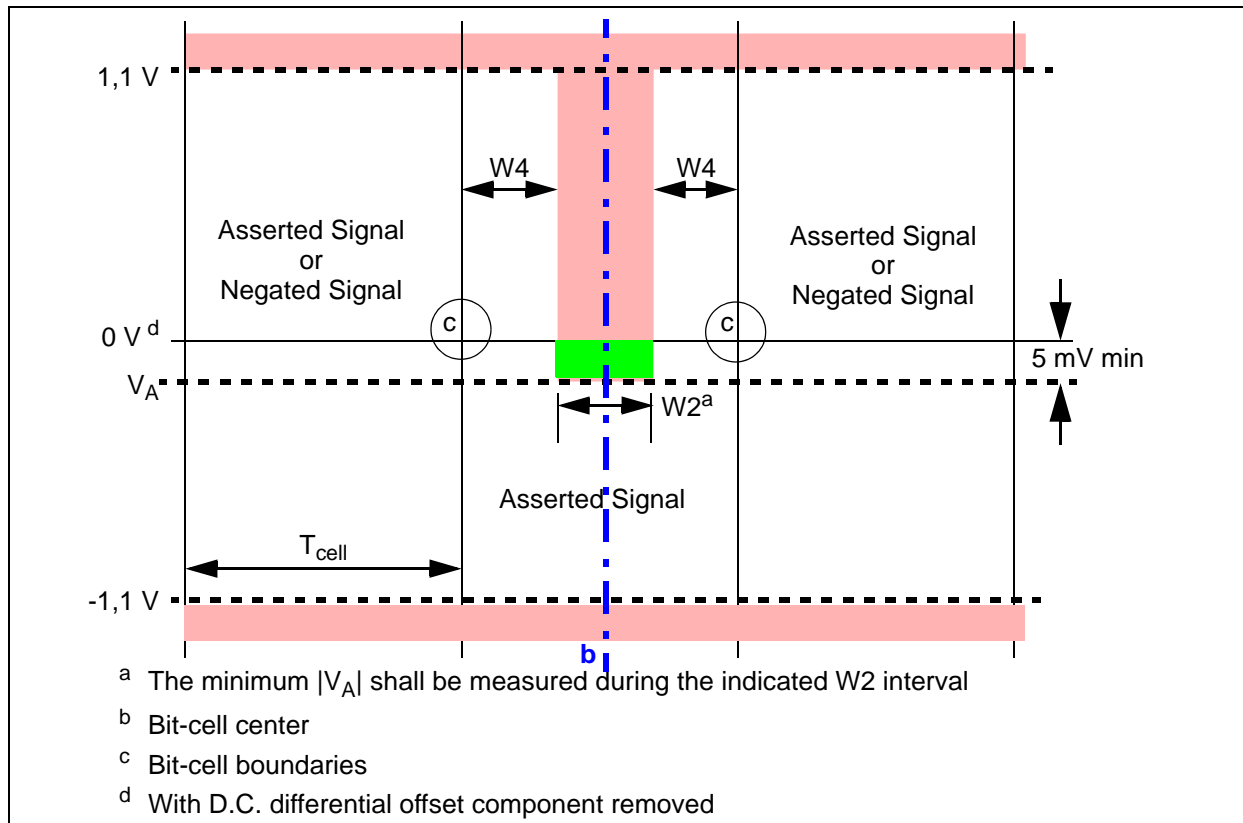 1,1 V
W4
W4
Asserted Signal
or
Negated Signal
Asserted Signal
or
Negated Signal
c
c
0 V d
5 mV min
VA
W2a
Asserted Signal
Tcell
-1,1 V
b
a The minimum |VA| shall be measured during the indicated W2 interval
b Bit-cell center
c Bit-cell boundaries
d With D.C. differential offset component removed